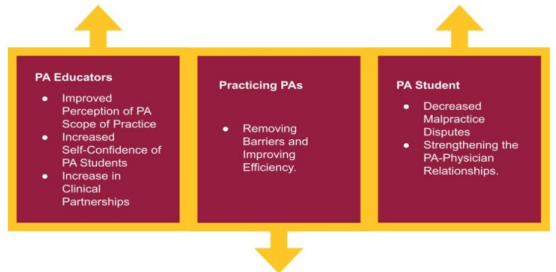 PA Educators
● Improved
Perception of PA
Scope of Practice
● Increased
Self-Confidence of
PA Students
● Increase in
Clinical
Partnerships
Practicing PAs
● Removing
Barriers and
Improving
Efficiency.
PA Student
● Decreased
Malpractice
Disputes
● Strengthening the
PA-Physician
Relationships.